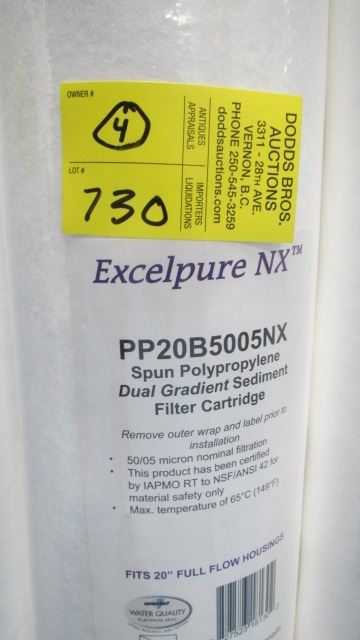 OWNER #
4
LOT #
730
ANTIQUES
APPRAISALS
IMPORTERS
LIQUIDATIONS
DODDS BROS.
AUCTIONS
3311 - 28TH AVE.
VERNON, B.C.
PHONE 250-545-3259
doddsauctions.com
Excelpure NX™
PP20B5005NX
Spun Polypropylene
Dual Gradient Sediment
Filter Cartridge
Remove outer wrap and label prior to
installation
• 50/05 micron nominal filtration
• This product has been certified
by IAPMO RT to NSF/ANSI 42 for
material safety only
• Max. temperature of 65°C (149°F)
FITS 20" FULL FLOW HOUSINGS
WATER QUALITY